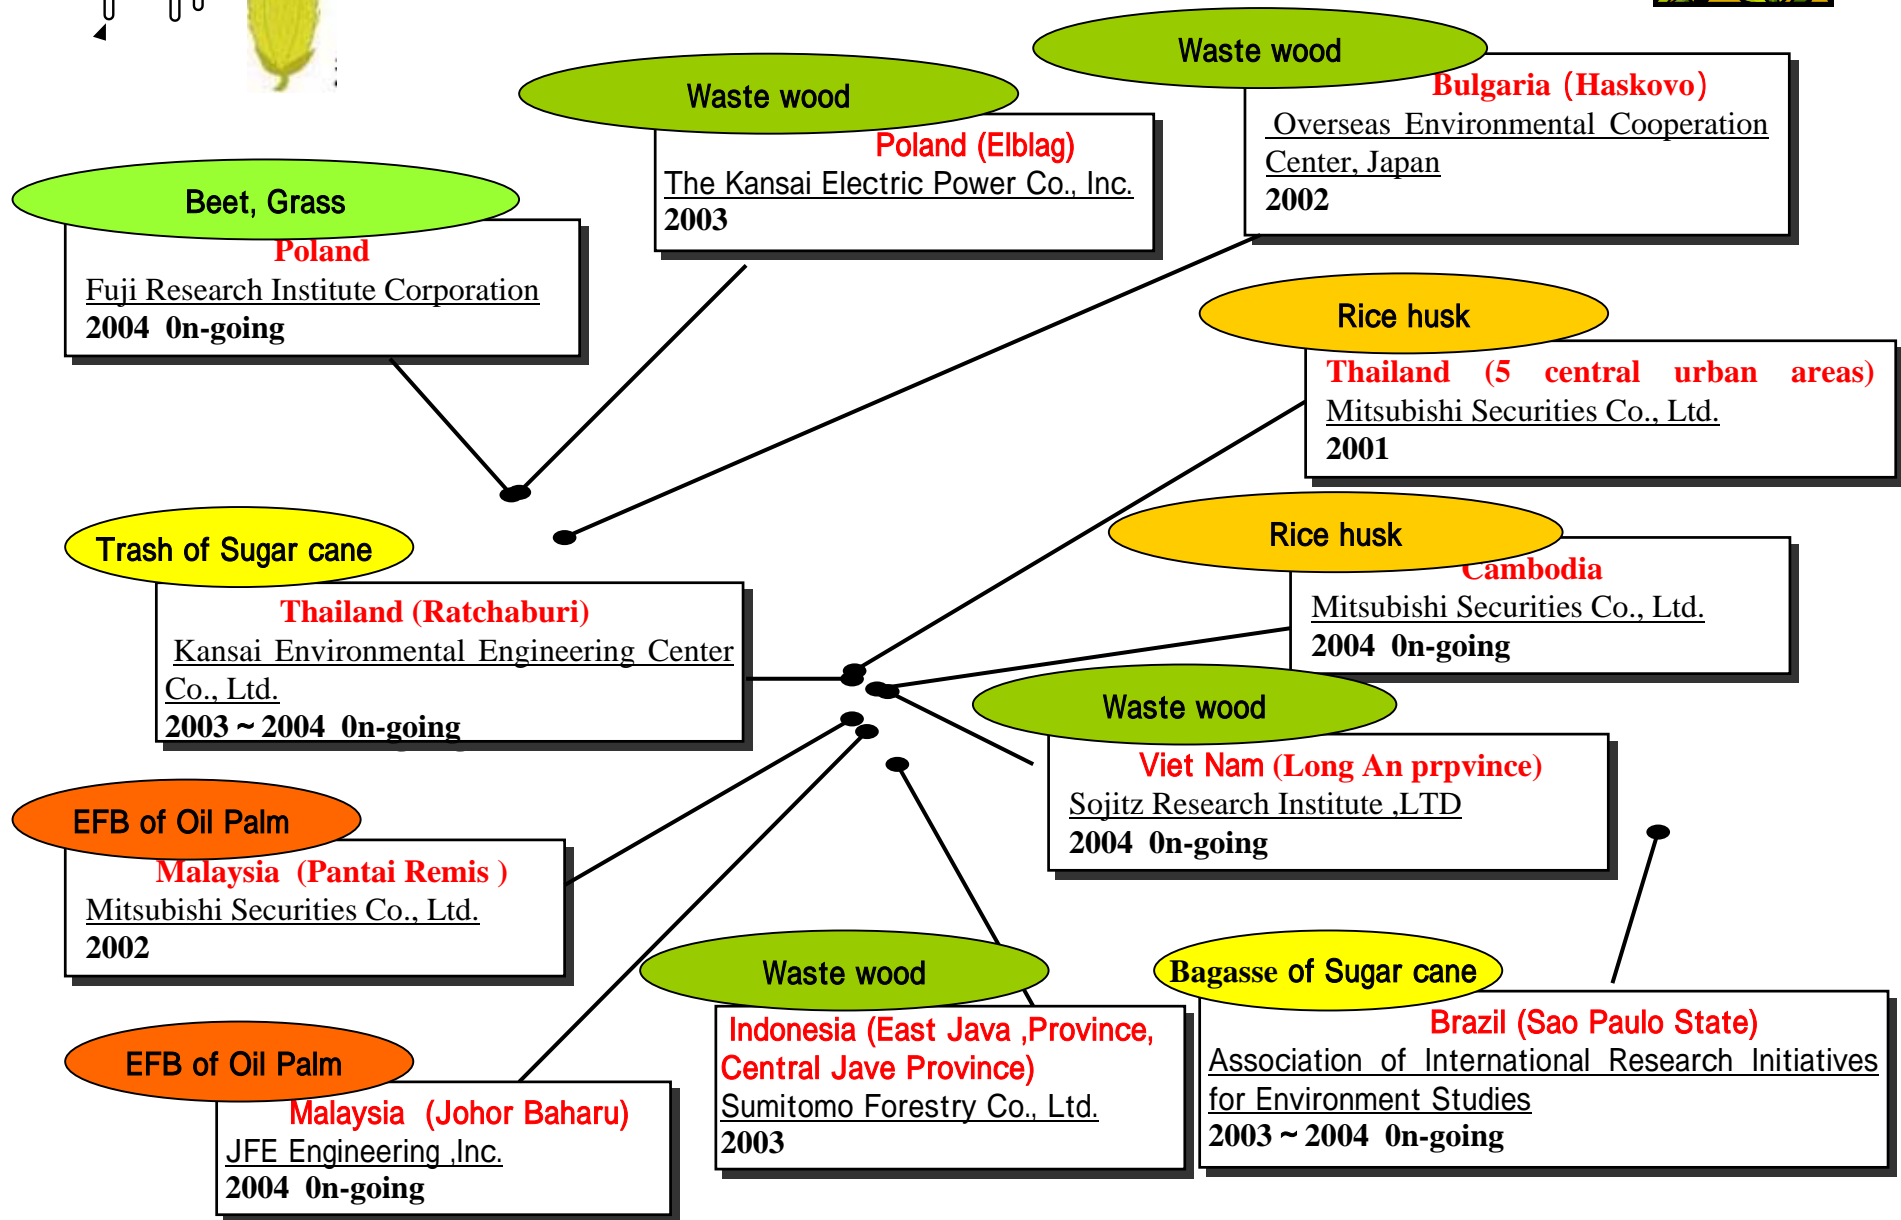 Waste wood
Bulgaria (Haskovo)
Overseas Environmental Cooperation
Center, Japan
2002
Waste wood
Poland (Elblag)
The Kansai Electric Power Co., Inc.
2003
Beet, Grass
Poland
Fuji Research Institute Corporation
2004 0n-going
Rice husk
Thailand (5 central urban areas)
Mitsubishi Securities Co., Ltd.
2001
Rice husk
Cambodia
Mitsubishi Securities Co., Ltd.
2004 0n-going
Trash of Sugar cane
Thailand (Ratchaburi)
Kansai Environmental Engineering Center
Co., Ltd.
2003 ~ 2004 0n-going
Waste wood
Viet Nam (Long An prpvince)
Sojitz Research Institute ,LTD
2004 0n-going
EFB of Oil Palm
Malaysia (Pantai Remis )
Mitsubishi Securities Co., Ltd.
2002
Waste wood
Indonesia (East Java ,Province,
Central Jave Province)
Sumitomo Forestry Co., Ltd.
2003
Bagasse of Sugar cane
Brazil (Sao Paulo State)
Association of International Research Initiatives
for Environment Studies
2003 ~ 2004 0n-going
EFB of Oil Palm
Malaysia (Johor Baharu)
JFE Engineering ,Inc.
2004 0n-going